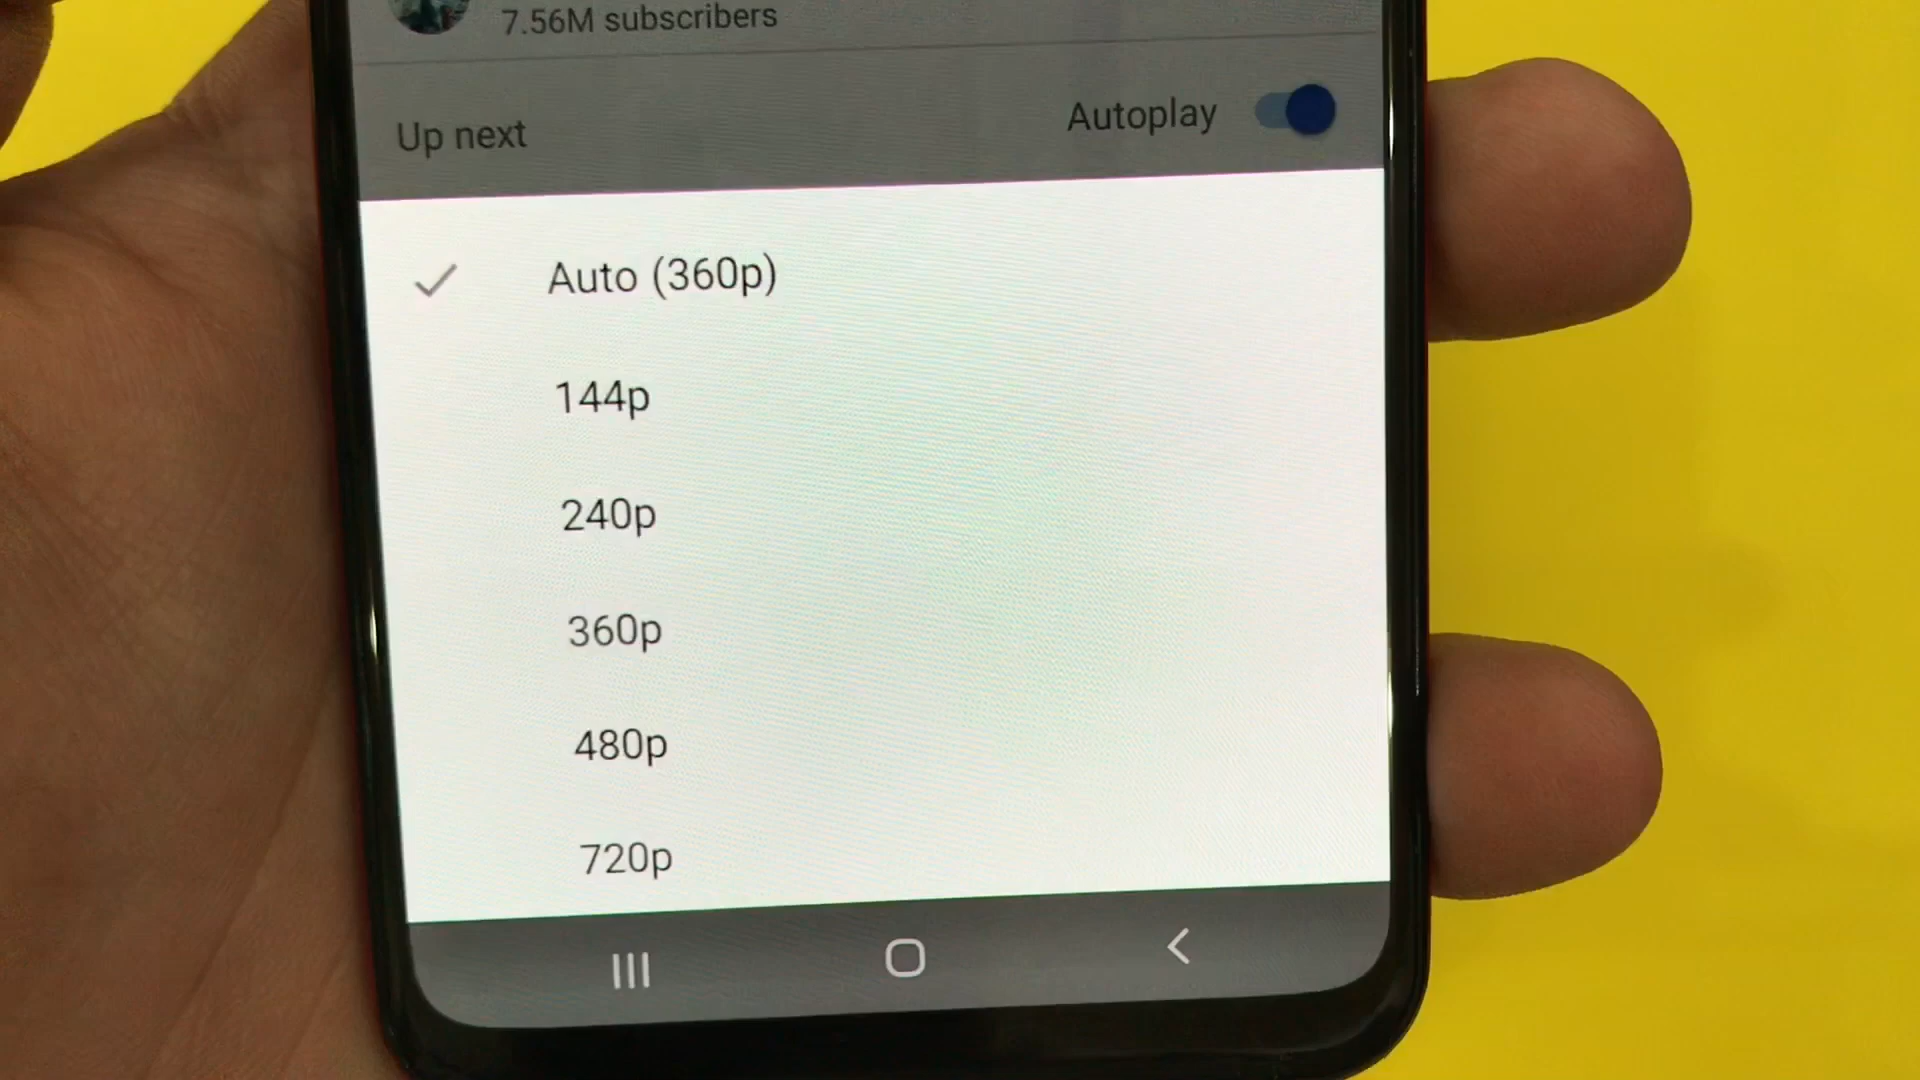 7.56M subscribers
Up next
Autoplay
Auto (360p)
144p
240p
360p
480p
720p